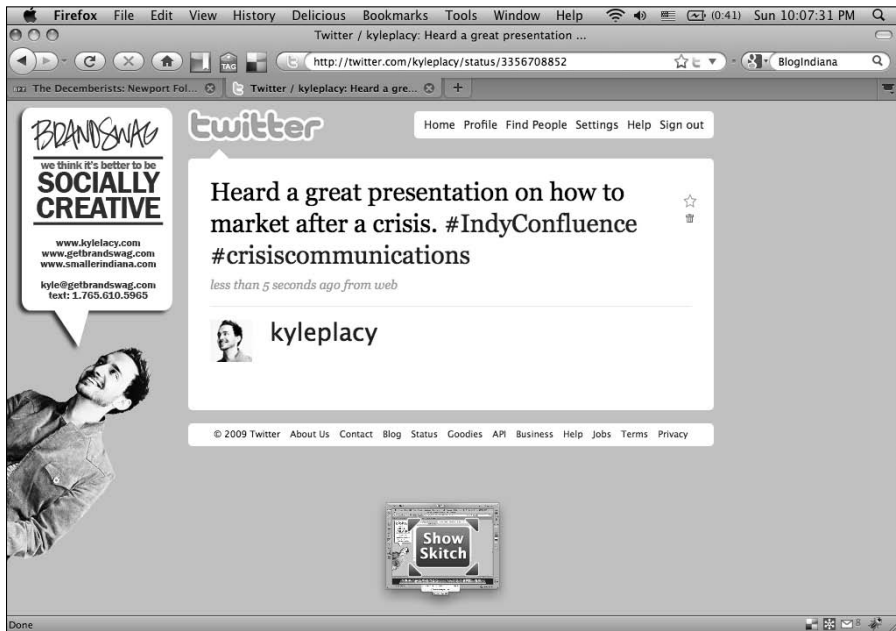 Firefox File Edit View History Delicious Bookmarks Tools Window Help (0:41) Sun 10:07:31 PM
Twitter / kyleplacy: Heard a great presentation ...
TAG http://twitter.com/kyleplacy/status/3356708852 BlogIndiana
The Decemberists: Newport Fol... Twitter / kyleplacy: Heard a gre...
BRANDSWAG
we think it's better to be
SOCIALLY
CREATIVE
www.kylelacy.com
www.getbrandswag.com
www.smallerindiana.com
kyle@getbrandswag.com
text: 1.765.610.5965
twitter
Home Profile Find People Settings Help Sign out
Heard a great presentation on how to
market after a crisis. #IndyConfluence
#crisiscommunications
less than 5 seconds ago from web
kyleplacy
© 2009 Twitter About Us Contact Blog Status Goodies API Business Help Jobs Terms Privacy
Show
Skitch
Done 8